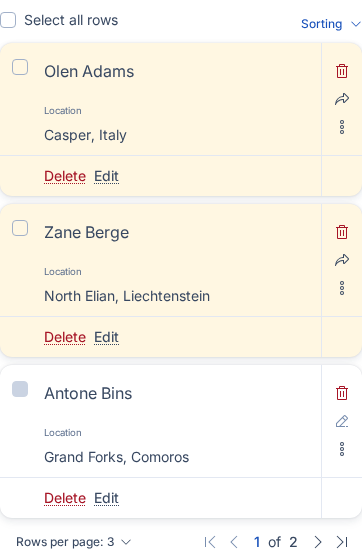 Select all rows
Sorting
Olen Adams
Location
Casper, Italy
Delete Edit
Zane Berge
Location
North Elian, Liechtenstein
Delete Edit
Antone Bins
Location
Grand Forks, Comoros
Delete Edit
Rows per page: 3 1 of 2